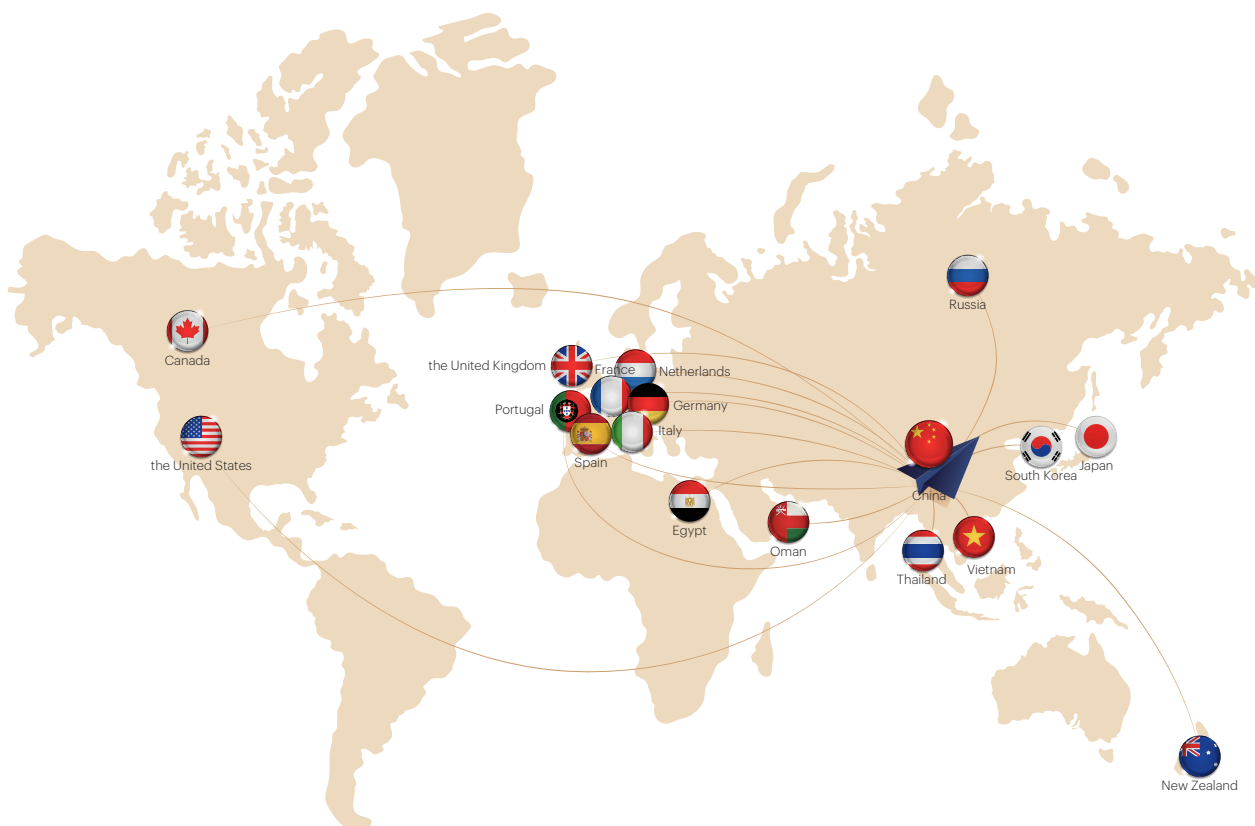 Russia
Canada
the United Kingdom
France
Netherlands
Portugal
Germany
Italy
Spain
the United States
South Korea
Japan
China
Egypt
Oman
Thailand
Vietnam
New Zealand